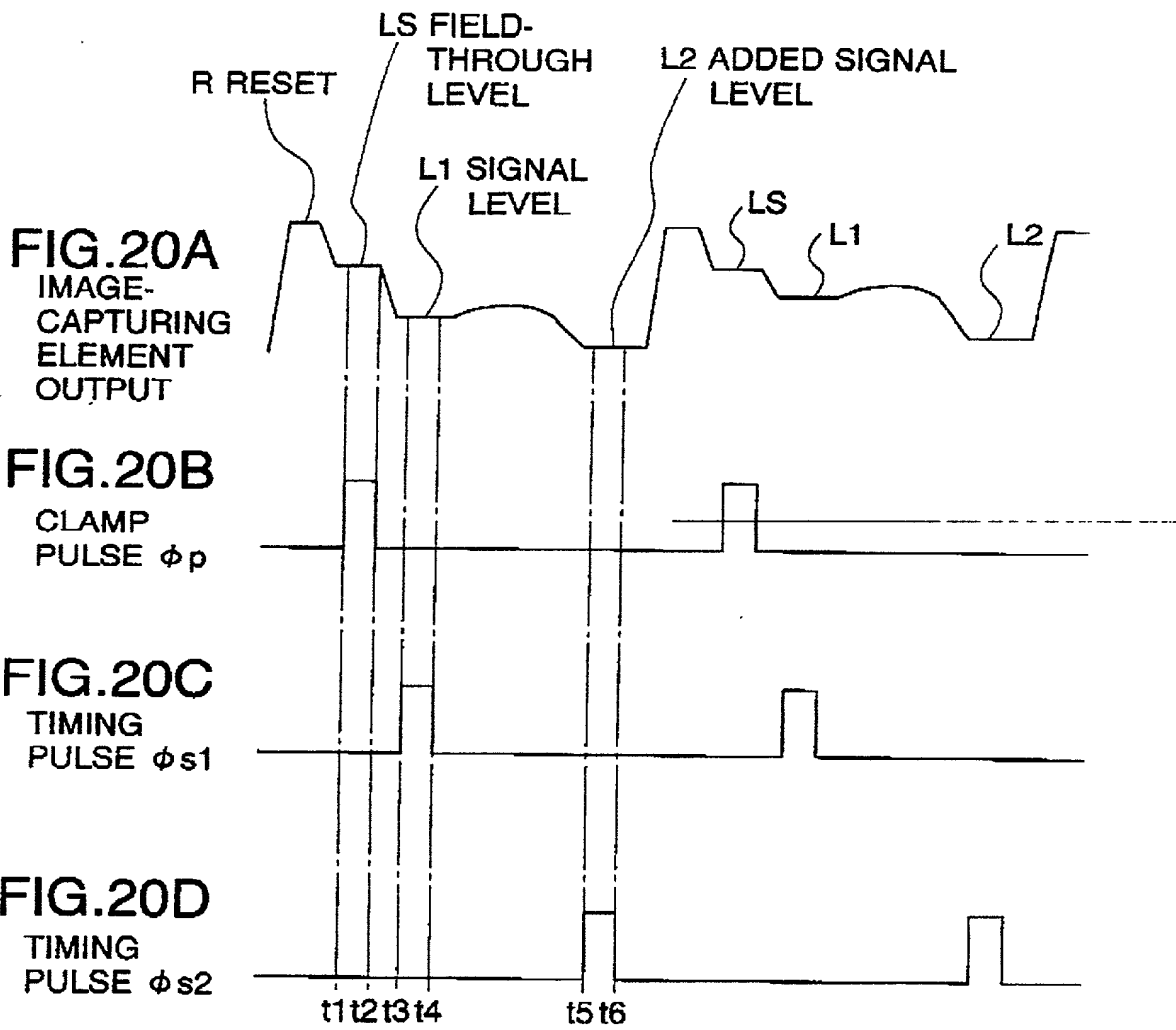 LS FIELD-
THROUGH
LEVEL
L2 ADDED SIGNAL
LEVEL
R RESET
L1 SIGNAL
LEVEL
LS
L1
L2
FIG.20A
IMAGE-
CAPTURING
ELEMENT
OUTPUT
FIG.20B
CLAMP
PULSE ϕp
FIG.20C
TIMING
PULSE ϕs1
FIG.20D
TIMING
PULSE ϕs2
t1 t2 t3 t4 t5 t6